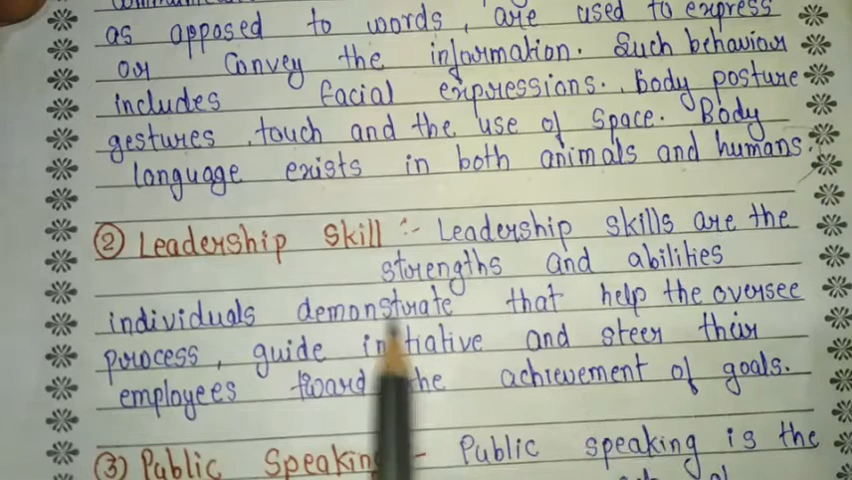 as opposed to words, are used to express
or convey the information. Such behaviour
includes facial expressions. Body posture
gestures, touch and the use of space. Body
language exists in both animals and humans.
② Leadership Skill :- Leadership skills are the
strengths and abilities
individuals demonstrate that help the oversee
process, guide initiative and steer their
employees toward the achievement of goals.
③ Public Speaking - Public speaking is the